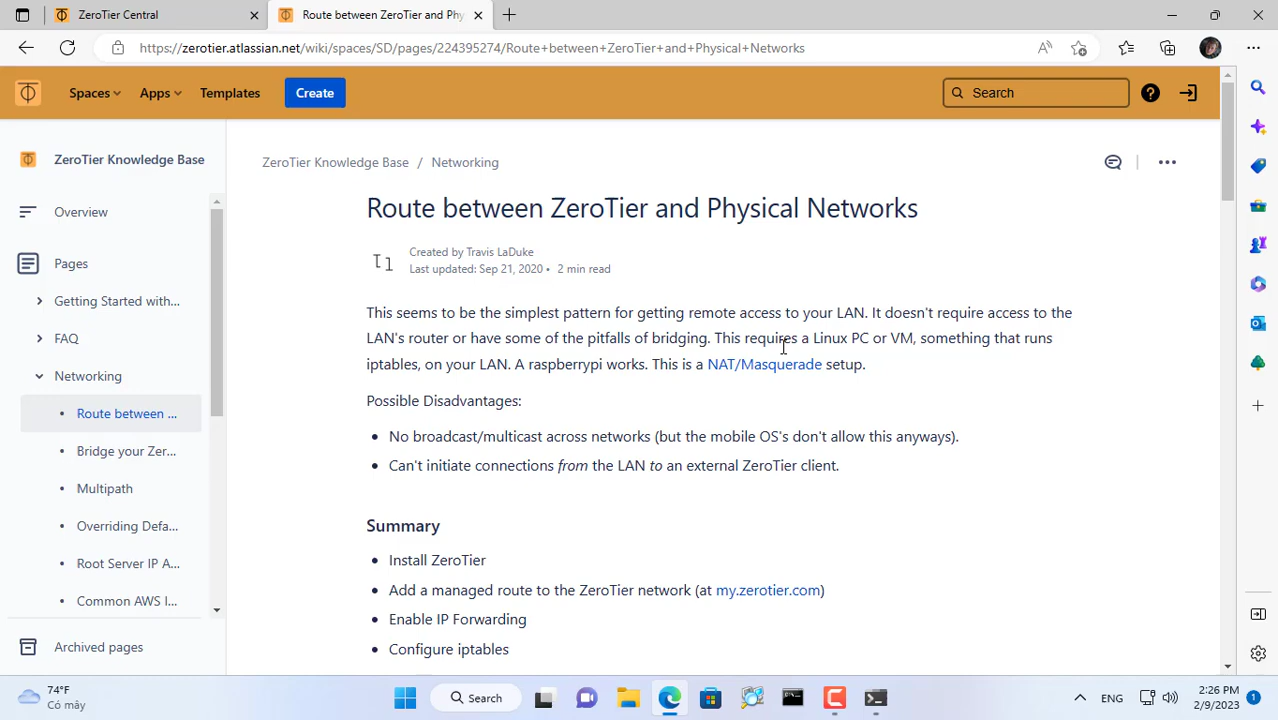 ZeroTier Central
Route between ZeroTier and Phy
https://zerotier.atlassian.net/wiki/spaces/SD/pages/224395274/Route+between+ZeroTier+and+Physical+Networks
Spaces
Apps
Templates
Create
Search
ZeroTier Knowledge Base
Overview
Pages
Getting Started with...
FAQ
Networking
Route between ...
Bridge your Zer...
Multipath
Overriding Defa...
Root Server IP A...
Common AWS I...
Archived pages
ZeroTier Knowledge Base / Networking
Route between ZeroTier and Physical Networks
Created by Travis LaDuke
Last updated: Sep 21, 2020 • 2 min read
This seems to be the simplest pattern for getting remote access to your LAN. It doesn't require access to the
LAN's router or have some of the pitfalls of bridging. This requires a Linux PC or VM, something that runs
iptables, on your LAN. A raspberrypi works. This is a NAT/Masquerade setup.
Possible Disadvantages:
• No broadcast/multicast across networks (but the mobile OS's don't allow this anyways).
• Can't initiate connections from the LAN to an external ZeroTier client.
Summary
• Install ZeroTier
• Add a managed route to the ZeroTier network (at my.zerotier.com)
• Enable IP Forwarding
• Configure iptables
74°F
Có mây
Search
ENG
2:26 PM
2/9/2023
1